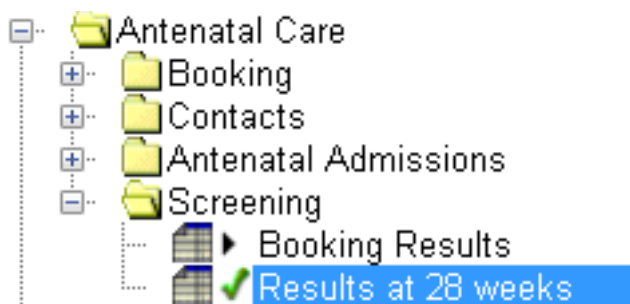 Antenatal Care
Booking
Contacts
Antenatal Admissions
Screening
Booking Results
Results at 28 weeks